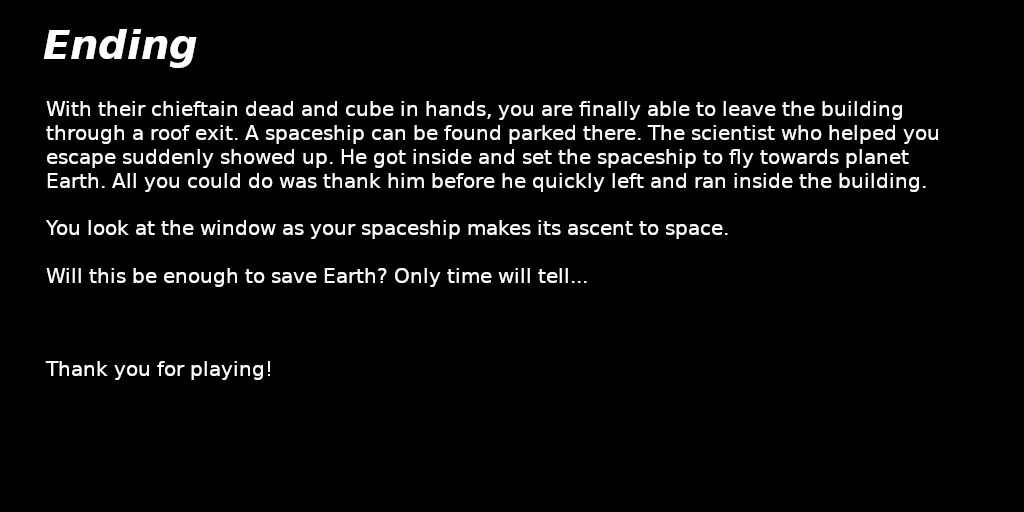 Ending
With their chieftain dead and cube in hands, you are finally able to leave the building
through a roof exit. A spaceship can be found parked there. The scientist who helped you
escape suddenly showed up. He got inside and set the spaceship to fly towards planet
Earth. All you could do was thank him before he quickly left and ran inside the building.
You look at the window as your spaceship makes its ascent to space.
Will this be enough to save Earth? Only time will tell...
Thank you for playing!